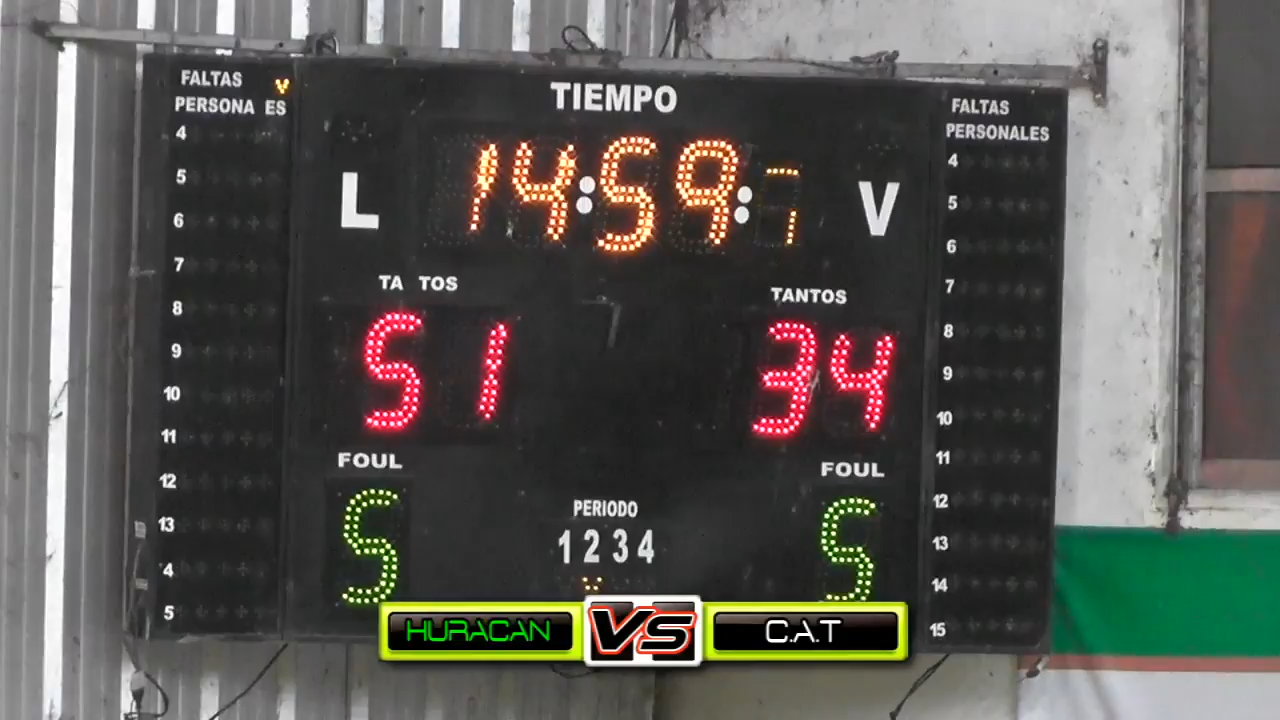 FALTAS
PERSONA ES
4
5
6
7
8
9
10
11
12
13
4
5
TIEMPO
14:59:7
L
V
TA TOS
TANTOS
51
34
FOUL
FOUL
5
5
PERIODO
1 2 3 4
FALTAS
PERSONALES
4
5
6
7
8
9
10
11
12
13
14
15
HURACAN VS C.A.T